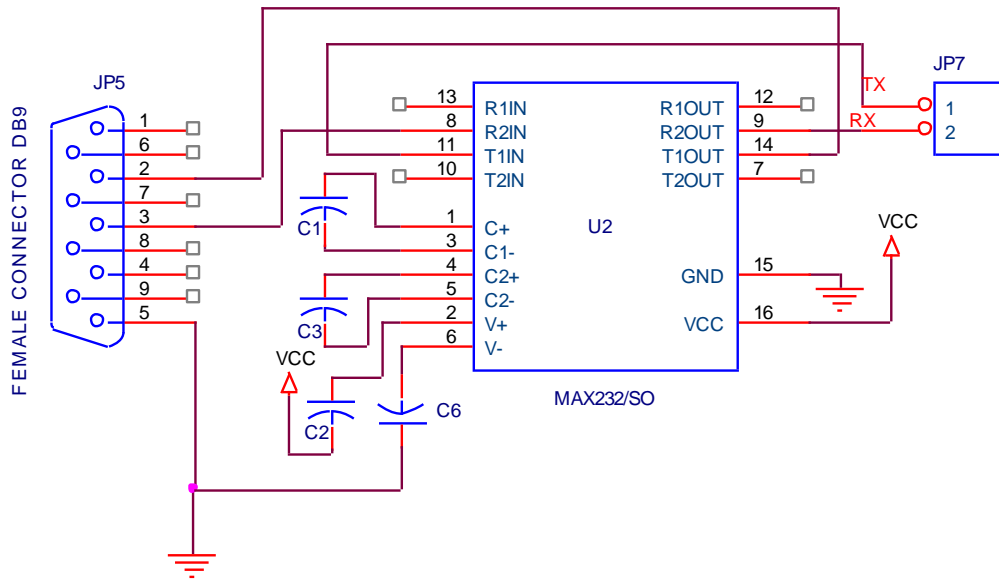 JP5
FEMALE CONNECTOR DB9
1
6
2
7
3
8
4
9
5
13 R1IN R1OUT 12
8 R2IN R2OUT 9
11 T1IN T1OUT 14
10 T2IN T2OUT 7
1 C+
3 C1-
4 C2+
5 C2-
2 V+
6 V-
U2
GND 15
VCC 16
MAX232/SO
C1
C3
VCC
C2
C6
VCC
JP7
TX
RX
1
2